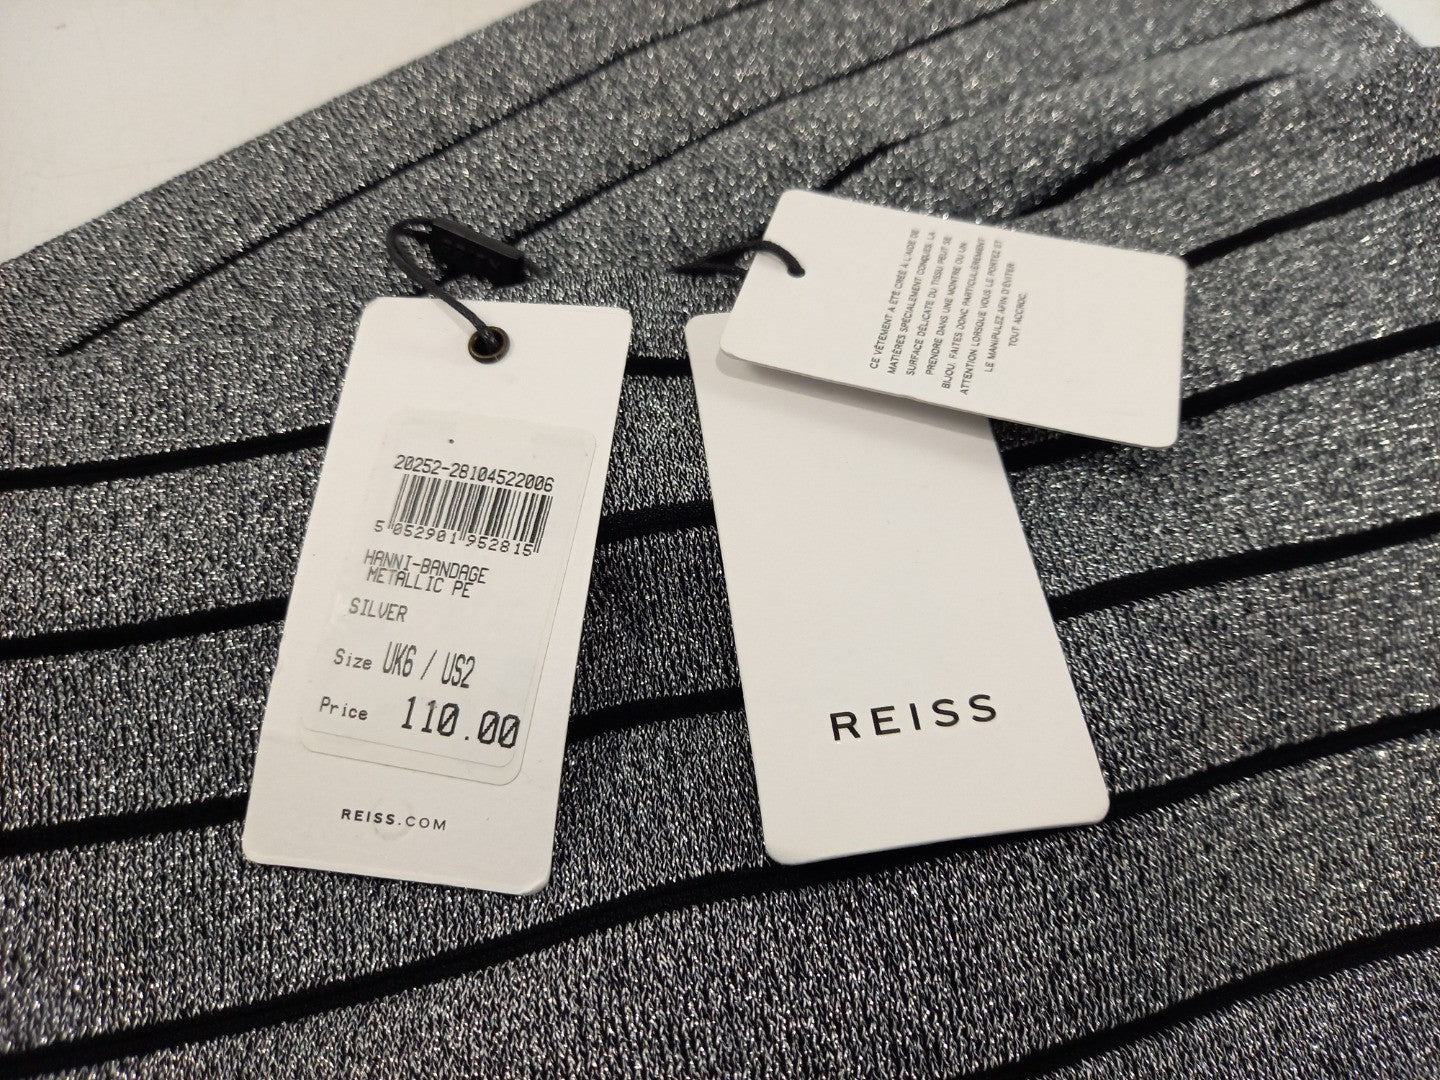 20252-28104522006
5 052901 952815
HANNI-BANDAGE
METALLIC PE
SILVER
Size UK6 / US2
Price 110.00
REISS.COM
CE VÊTEMENT A ÉTÉ CRÉÉ À L'AIDE DE
MATIÈRES SPÉCIALEMENT CONÇUES. LA
SURFACE DÉLICATE DU TISSU PEUT SE
PRENDRE DANS UNE MONTRE OU UN
BIJOU. FAITES DONC PARTICULIÈREMENT
ATTENTION LORSQUE VOUS LE PORTEZ ET
LE MANIPULEZ AFIN D'ÉVITER
TOUT ACCROC.
REISS